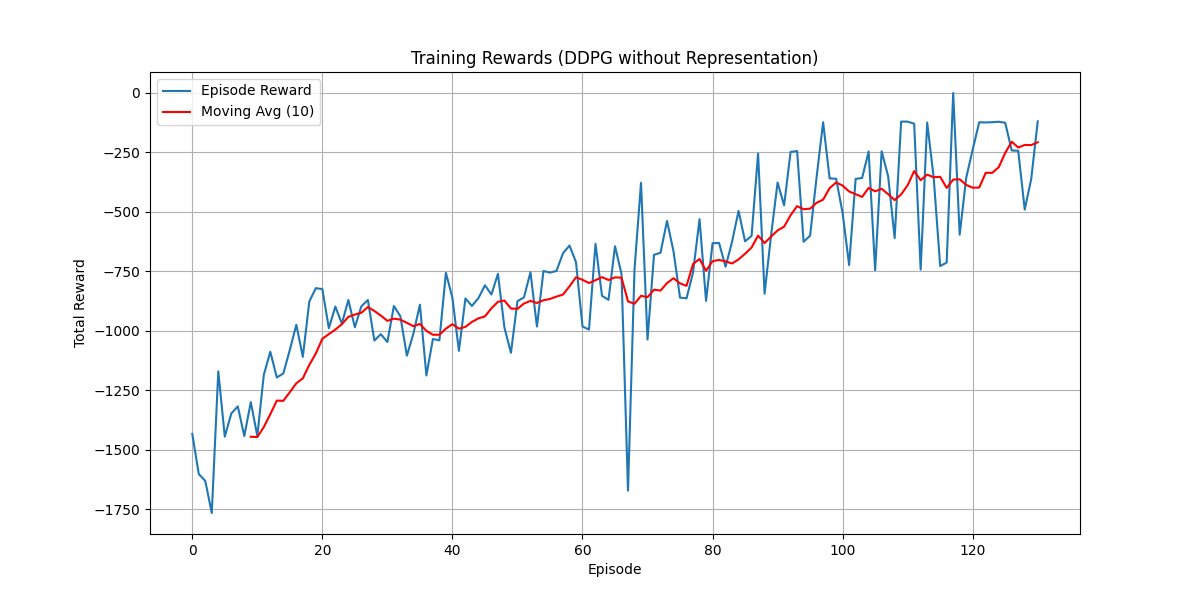 Training Rewards (DDPG without Representation)
Episode Reward
Moving Avg (10)
Total Reward
0
−250
−500
−750
−1000
−1250
−1500
−1750
0 20 40 60 80 100 120
Episode